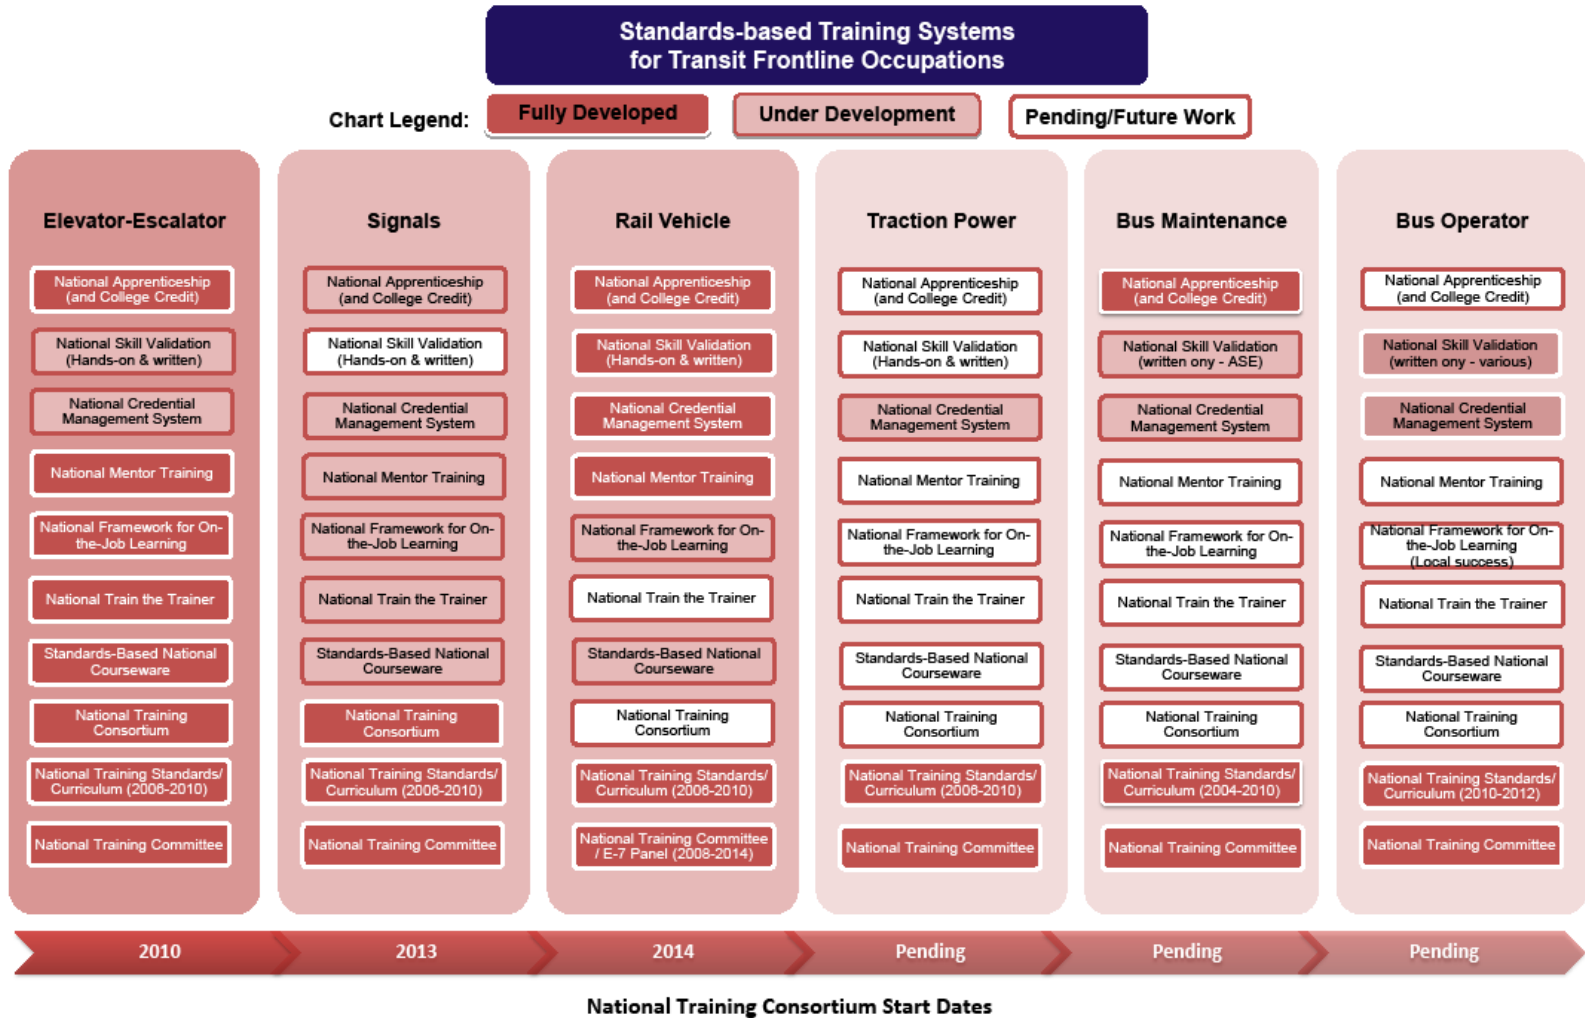 Standards-based Training Systems
for Transit Frontline Occupations
Chart Legend:
Fully Developed
Under Development
Pending/Future Work
Elevator-Escalator
National Apprenticeship
(and College Credit)
National Skill Validation
(Hands-on & written)
National Credential
Management System
National Mentor Training
National Framework for On-
the-Job Learning
National Train the Trainer
Standards-Based National
Courseware
National Training
Consortium
National Training Standards/
Curriculum (2006-2010)
National Training Committee
Signals
National Apprenticeship
(and College Credit)
National Skill Validation
(Hands-on & written)
National Credential
Management System
National Mentor Training
National Framework for On-
the-Job Learning
National Train the Trainer
Standards-Based National
Courseware
National Training
Consortium
National Training Standards/
Curriculum (2006-2010)
National Training Committee
Rail Vehicle
National Apprenticeship
(and College Credit)
National Skill Validation
(Hands-on & written)
National Credential
Management System
National Mentor Training
National Framework for On-
the-Job Learning
National Train the Trainer
Standards-Based National
Courseware
National Training
Consortium
National Training Standards/
Curriculum (2006-2010)
National Training Committee
/ E-7 Panel (2008-2014)
Traction Power
National Apprenticeship
(and College Credit)
National Skill Validation
(Hands-on & written)
National Credential
Management System
National Mentor Training
National Framework for On-
the-Job Learning
National Train the Trainer
Standards-Based National
Courseware
National Training
Consortium
National Training Standards/
Curriculum (2006-2010)
National Training Committee
Bus Maintenance
National Apprenticeship
(and College Credit)
National Skill Validation
(written ony - ASE)
National Credential
Management System
National Mentor Training
National Framework for On-
the-Job Learning
National Train the Trainer
Standards-Based National
Courseware
National Training
Consortium
National Training Standards/
Curriculum (2004-2010)
National Training Committee
Bus Operator
National Apprenticeship
(and College Credit)
National Skill Validation
(written ony - various)
National Credential
Management System
National Mentor Training
National Framework for On-
the-Job Learning
(Local success)
National Train the Trainer
Standards-Based National
Courseware
National Training
Consortium
National Training Standards/
Curriculum (2010-2012)
National Training Committee
2010
2013
2014
Pending
Pending
Pending
National Training Consortium Start Dates